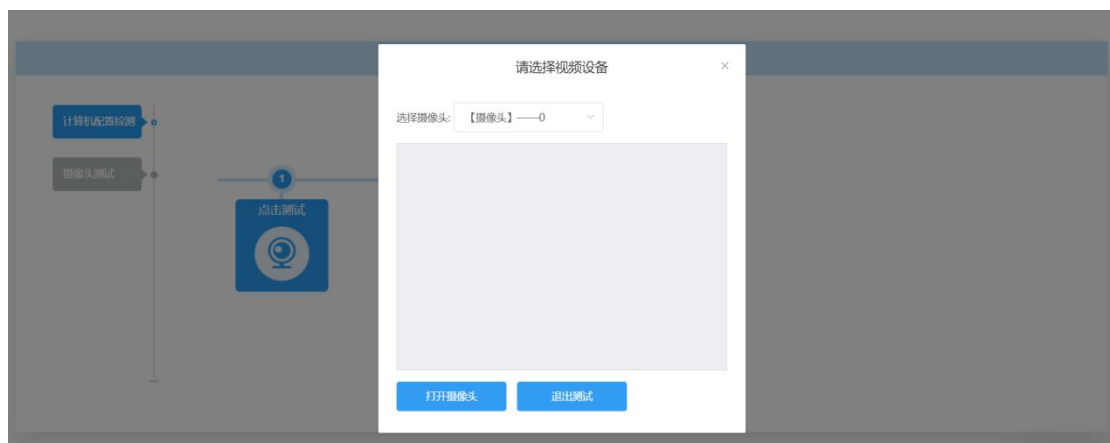 请选择视频设备
×
选择摄像头: 【摄像头】——0
计算机配置检测
摄像头测试
1
点击测试
打开摄像头
退出测试